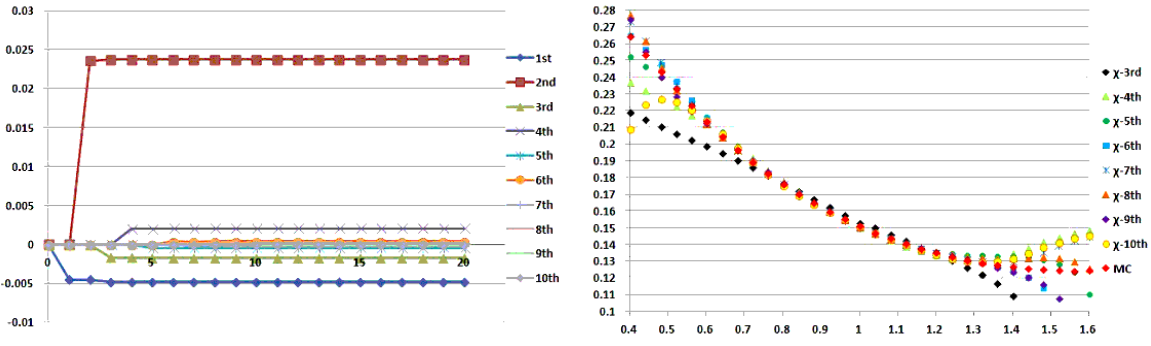 0.03
0.025
0.02
0.015
0.01
0.005
0
-0.005
-0.01
0
5
10
15
20
1st
2nd
3rd
4th
5th
6th
7th
8th
9th
10th
0.28
0.27
0.26
0.25
0.24
0.23
0.22
0.21
0.2
0.19
0.18
0.17
0.16
0.15
0.14
0.13
0.12
0.11
0.1
0.4 0.5 0.6 0.7 0.8 0.9 1 1.1 1.2 1.3 1.4 1.5 1.6
χ-3rd
χ-4th
χ-5th
χ-6th
χ-7th
χ-8th
χ-9th
χ-10th
MC